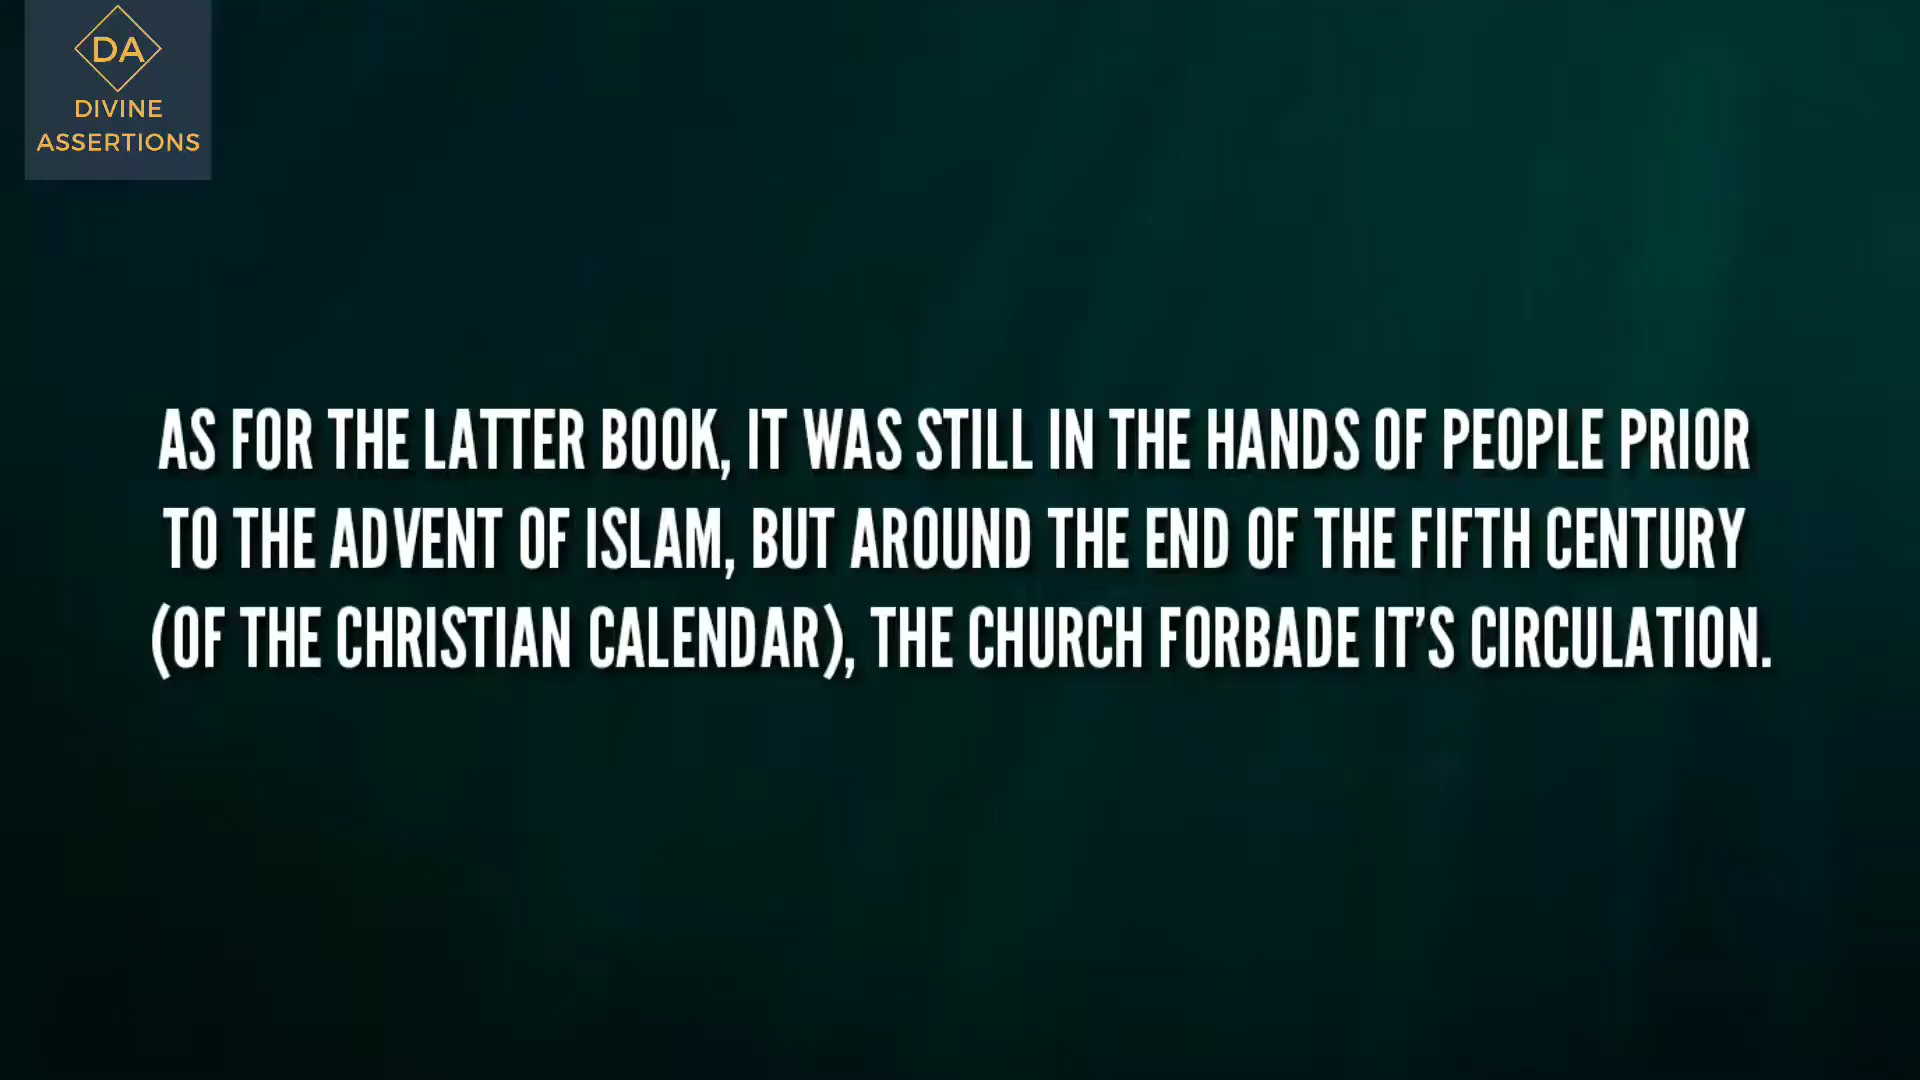 DA
DIVINE
ASSERTIONS
AS FOR THE LATTER BOOK, IT WAS STILL IN THE HANDS OF PEOPLE PRIOR
TO THE ADVENT OF ISLAM, BUT AROUND THE END OF THE FIFTH CENTURY
(OF THE CHRISTIAN CALENDAR), THE CHURCH FORBADE IT’S CIRCULATION.